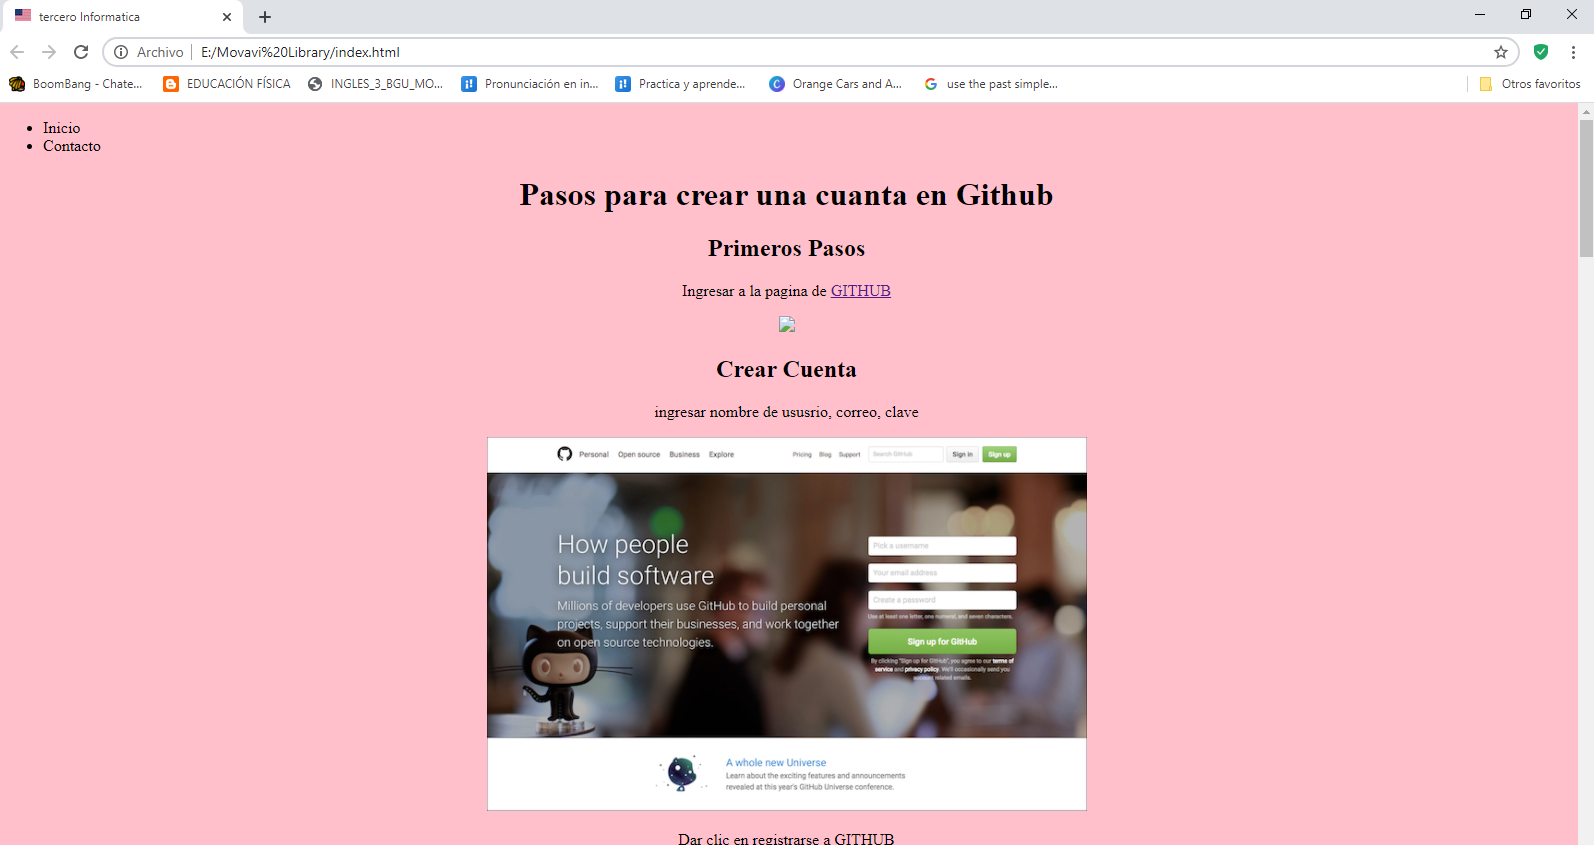 tercero Informatica
Archivo
E:/Movavi%20Library/index.html
BoomBang - Chate...
EDUCACIÓN FÍSICA
INGLES_3_BGU_MO...
Pronunciación en in...
Practica y aprende...
Orange Cars and A...
use the past simple...
Otros favoritos
Inicio
Contacto
Pasos para crear una cuanta en Github
Primeros Pasos
Ingresar a la pagina de GITHUB
Crear Cuenta
ingresar nombre de ususrio, correo, clave
Personal Open source Business Explore Pricing Blog Support Search GitHub Sign in Sign up
How people
build software
Millions of developers use GitHub to build personal
projects, support their businesses, and work together
on open source technologies.
Pick a username
Your email address
Create a password
Use at least one letter, one numeral, and seven characters.
Sign up for GitHub
By clicking "Sign up for GitHub", you agree to our terms of
service and privacy policy. We'll occasionally send you
account related emails.
A whole new Universe
Learn about the exciting features and announcements
revealed at this year's GitHub Universe conference.
Dar clic en registrarse a GITHUB